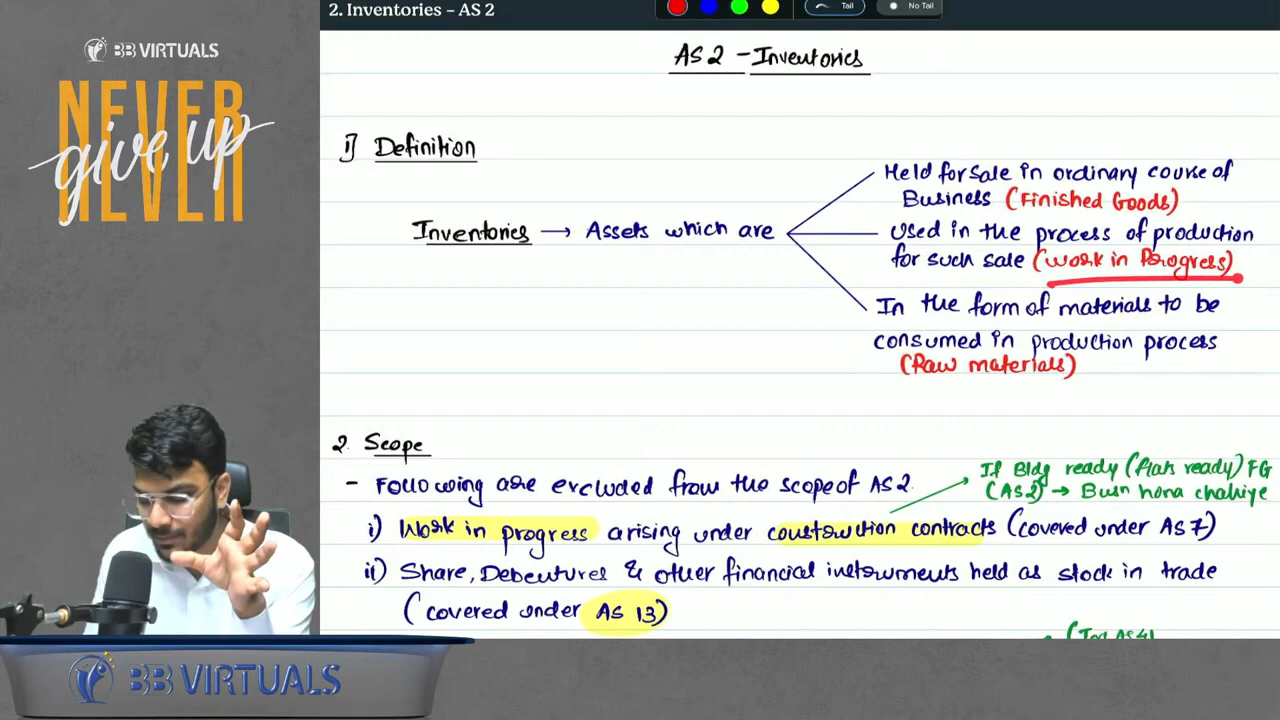 2. Inventories – AS 2
Tail
No Tail
BB VIRTUALS
NEVER
give up
NEVER
AS 2 – Inventories
1] Definition
Inventories → Assets which are
Held for sale in ordinary course of
Business (Finished Goods)
used in the process of production
for such sale (work in Progress)
In the form of materials to be
consumed in production process
(Raw materials)
2. Scope
- Following are excluded from the scope of AS 2.
If Bldg ready (flats ready) FG
(AS2) → Busn hona chahiye
i) Work in progress arising under construction contracts (covered under AS 7)
ii) Share, Debentures & other financial instruments held as stock in trade
(covered under AS 13)
BB VIRTUALS